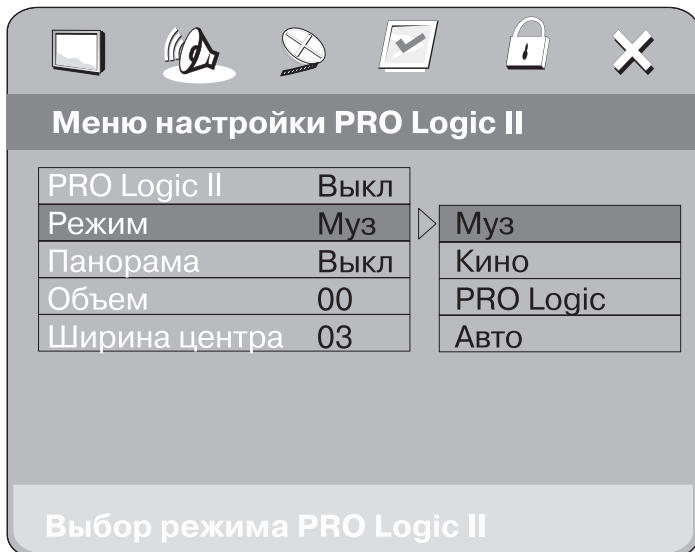 Меню настройки PRO Logic II
PRO Logic II Выкл
Режим Муз Муз
Панорама Выкл Кино
Объем 00 PRO Logic
Ширина центра 03 Авто
Выбор режима PRO Logic II